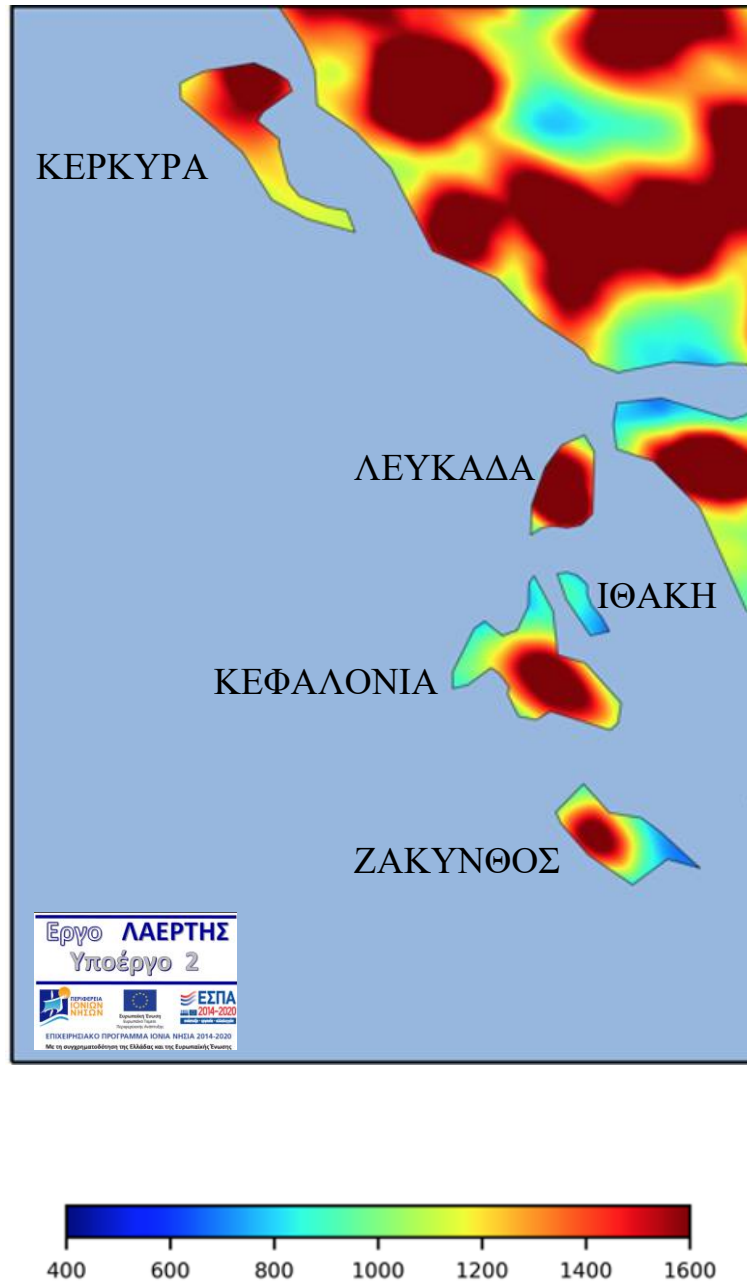 ΚΕΡΚΥΡΑ
ΛΕΥΚΑΔΑ
ΙΘΑΚΗ
ΚΕΦΑΛΟΝΙΑ
ΖΑΚΥΝΘΟΣ
Εργο ΛΑΕΡΤΗΣ
Υποέργο 2
ΠΕΡΙΦΕΡΕΙΑ
ΙΟΝΙΩΝ
ΝΗΣΩΝ
Ευρωπαϊκή Ένωση
ΕΣΠΑ
2014-2020
ΕΠΙΧΕΙΡΗΣΙΑΚΟ ΠΡΟΓΡΑΜΜΑ ΙΟΝΙΑ ΝΗΣΙΑ 2014-2020
Με τη συγχρηματοδότηση της Ελλάδας και της Ευρωπαϊκής Ένωσης
400 600 800 1000 1200 1400 1600